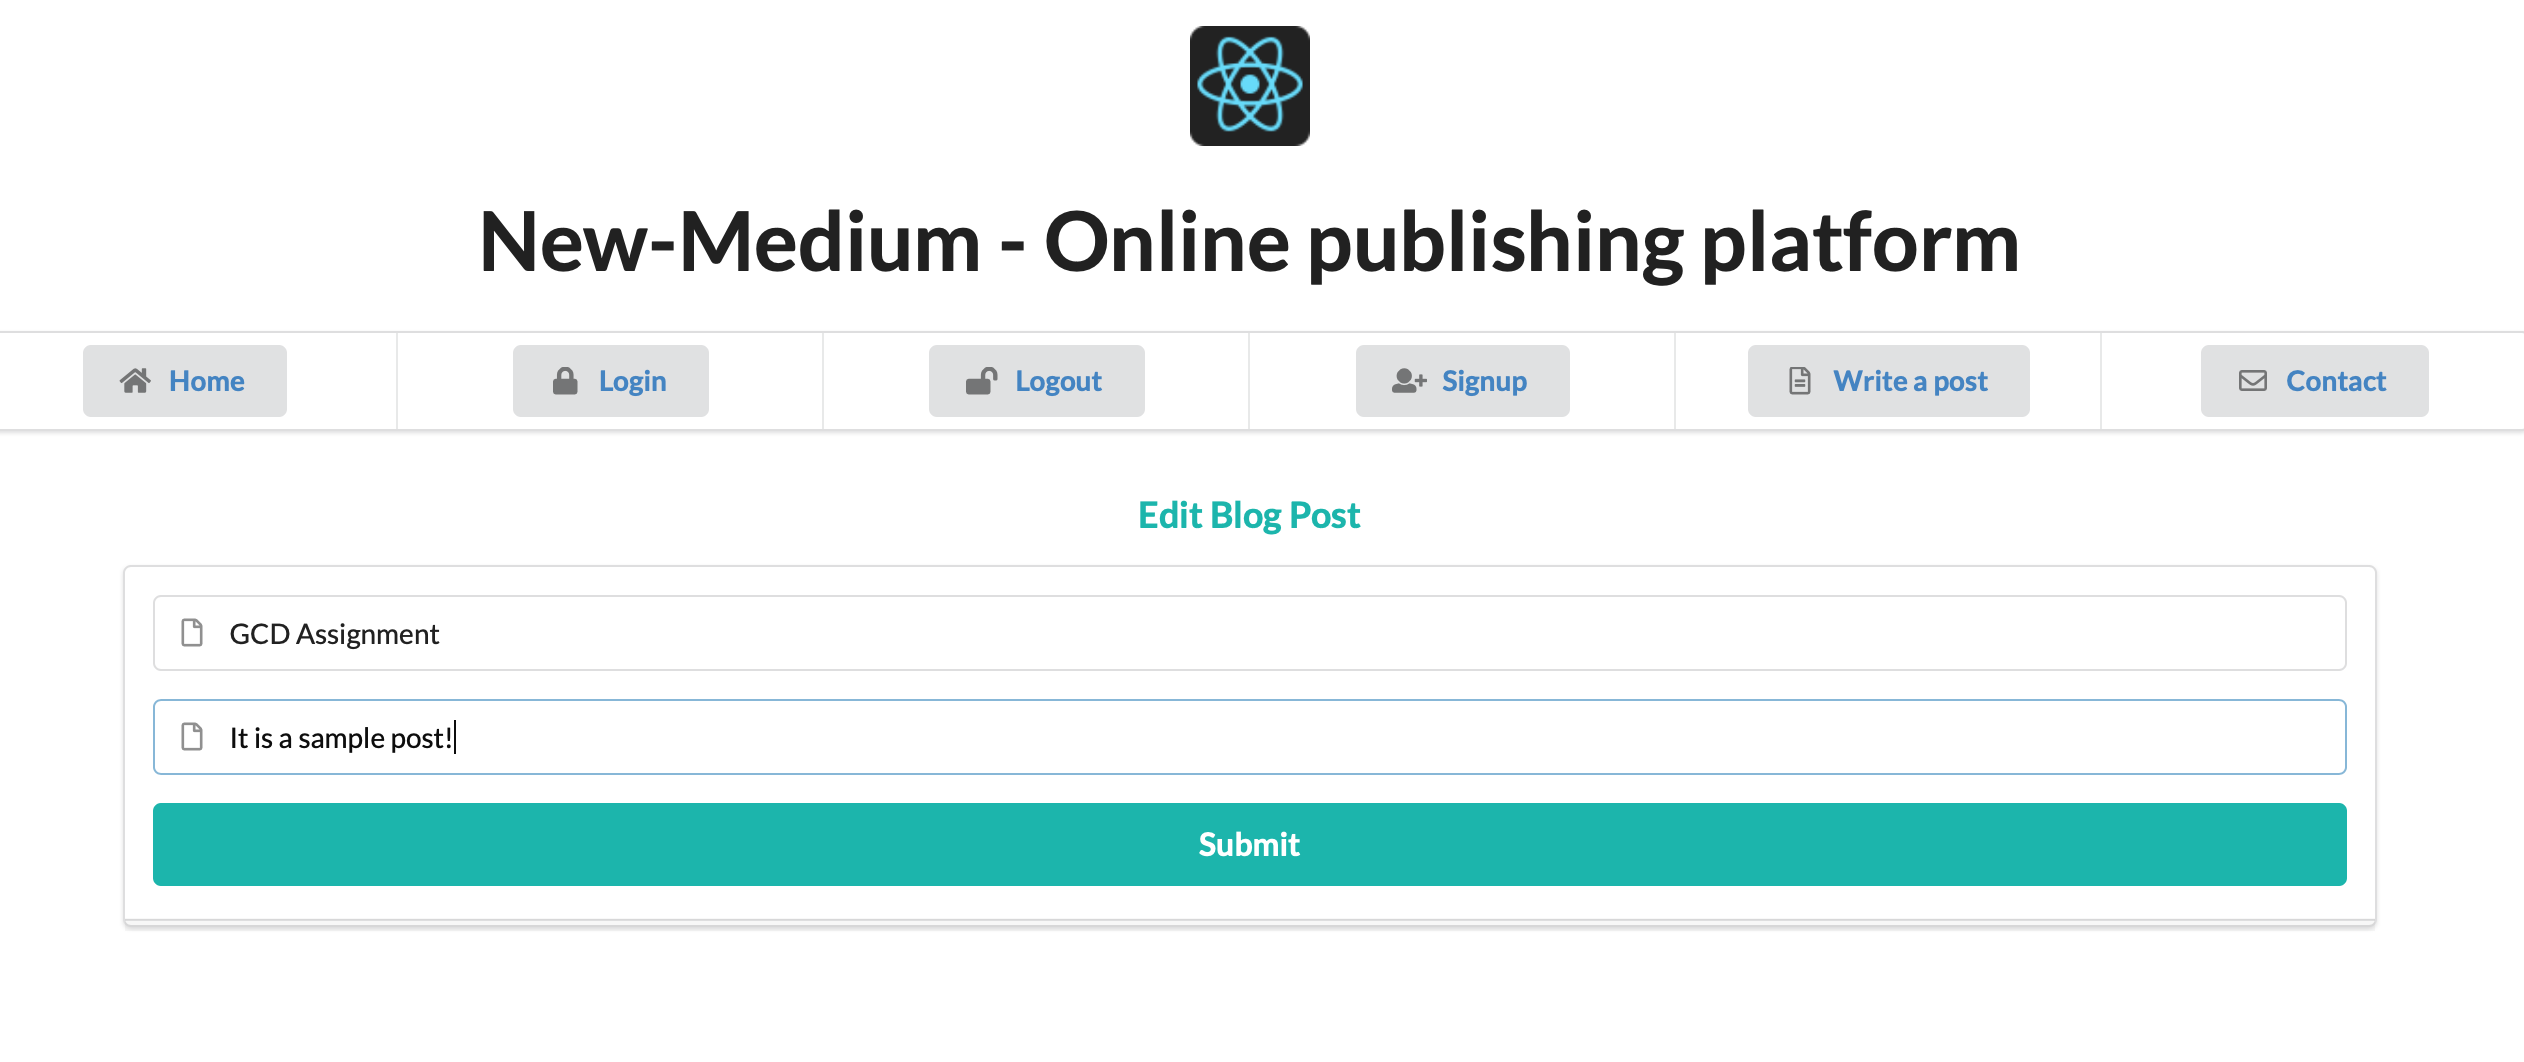 New-Medium - Online publishing platform
Home Login Logout Signup Write a post Contact
Edit Blog Post
GCD Assignment
It is a sample post!
Submit